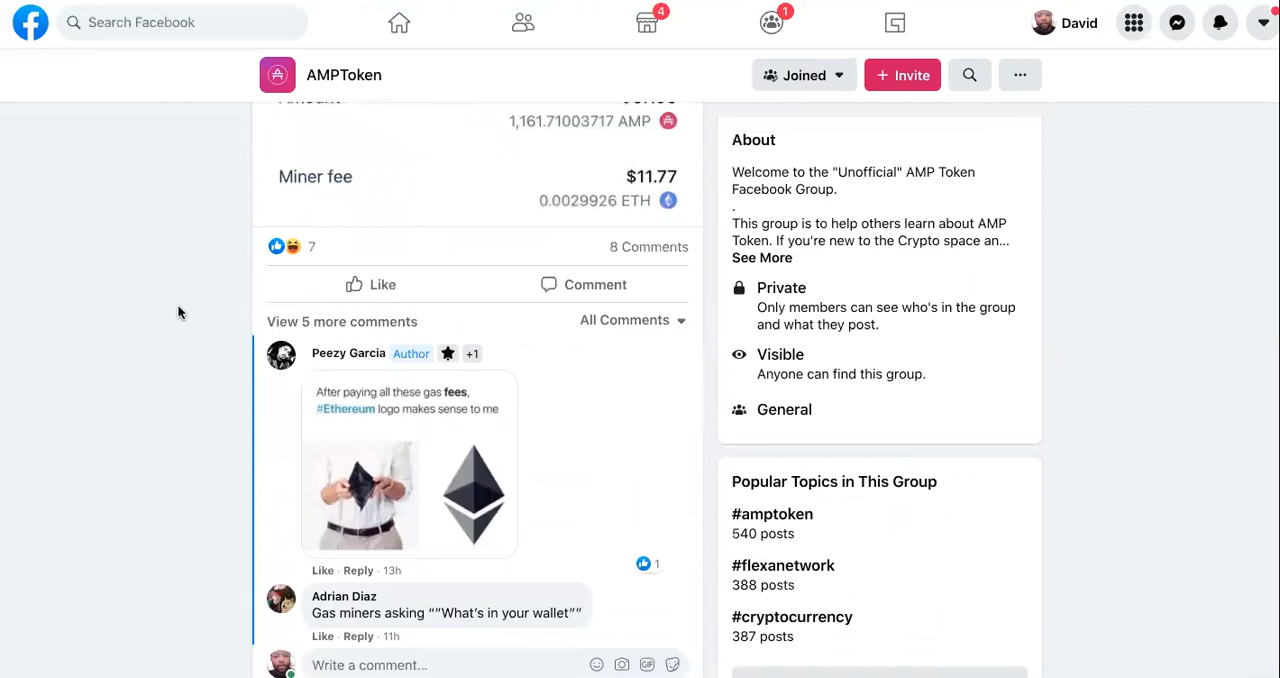 Search Facebook
4
1
David
AMPToken
Joined
+ Invite
1,161.71003717 AMP
Miner fee
$11.77
0.0029926 ETH
7
8 Comments
Like
Comment
View 5 more comments
All Comments
Peezy Garcia Author +1
After paying all these gas fees,
#Ethereum logo makes sense to me
Like · Reply · 13h
1
Adrian Diaz
Gas miners asking ““What’s in your wallet““
Like · Reply · 11h
Write a comment...
GIF
About
Welcome to the "Unofficial" AMP Token
Facebook Group.
.
This group is to help others learn about AMP
Token. If you're new to the Crypto space an...
See More
Private
Only members can see who's in the group
and what they post.
Visible
Anyone can find this group.
General
Popular Topics in This Group
#amptoken
540 posts
#flexanetwork
388 posts
#cryptocurrency
387 posts